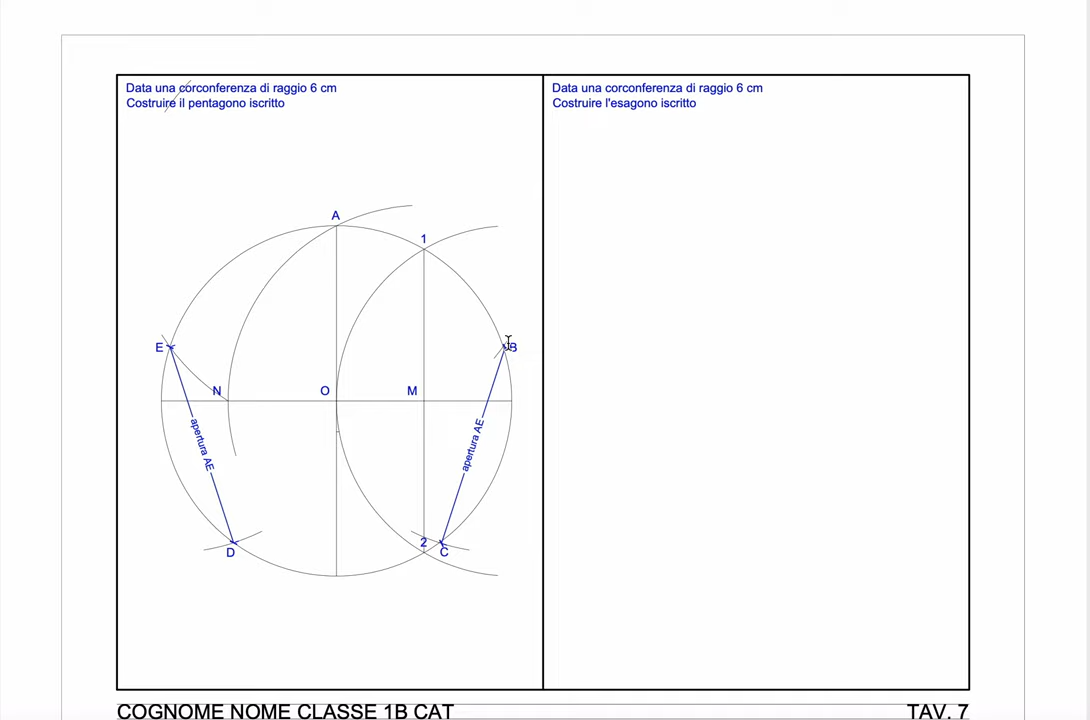 Data una corconferenza di raggio 6 cm
Costruire il pentagono iscritto
Data una corconferenza di raggio 6 cm
Costruire l'esagono iscritto
A
1
E
B
N
O
M
apertura AE
apertura AE
2
D
C
COGNOME NOME CLASSE 1B CAT
TAV. 7